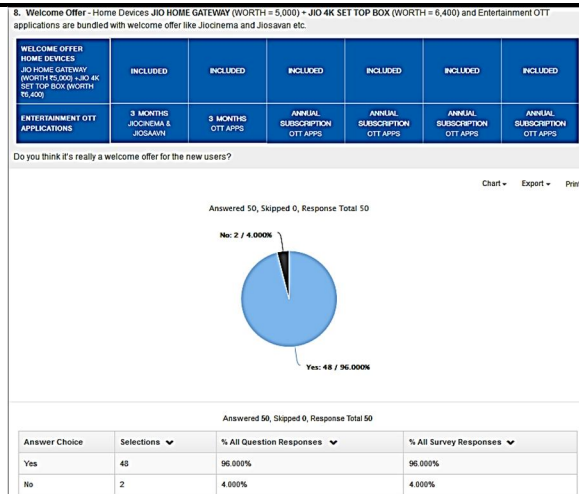 8. Welcome Offer - Home Devices JIO HOME GATEWAY (WORTH = 5,000) + JIO 4K SET TOP BOX (WORTH = 6,400) and Entertainment OTT
applications are bundled with welcome offer like Jiocinema and Jiosavan etc.
WELCOME OFFER
HOME DEVICES
JIO HOME GATEWAY
(WORTH ₹5,000) +JIO 4K
SET TOP BOX (WORTH
₹6,400)
INCLUDED
INCLUDED
INCLUDED
INCLUDED
INCLUDED
INCLUDED
ENTERTAINMENT OTT
APPLICATIONS
3 MONTHS
JIOCINEMA &
JIOSAAVN
3 MONTHS
OTT APPS
ANNUAL
SUBSCRIPTION
OTT APPS
ANNUAL
SUBSCRIPTION
OTT APPS
ANNUAL
SUBSCRIPTION
OTT APPS
ANNUAL
SUBSCRIPTION
OTT APPS
Do you think it's really a welcome offer for the new users?
Chart Export Print
Answered 50, Skipped 0, Response Total 50
No: 2 / 4.000%
Yes: 48 / 96.000%
Answered 50, Skipped 0, Response Total 50
Answer Choice Selections % All Question Responses % All Survey Responses
Yes 48 96.000% 96.000%
No 2 4.000% 4.000%